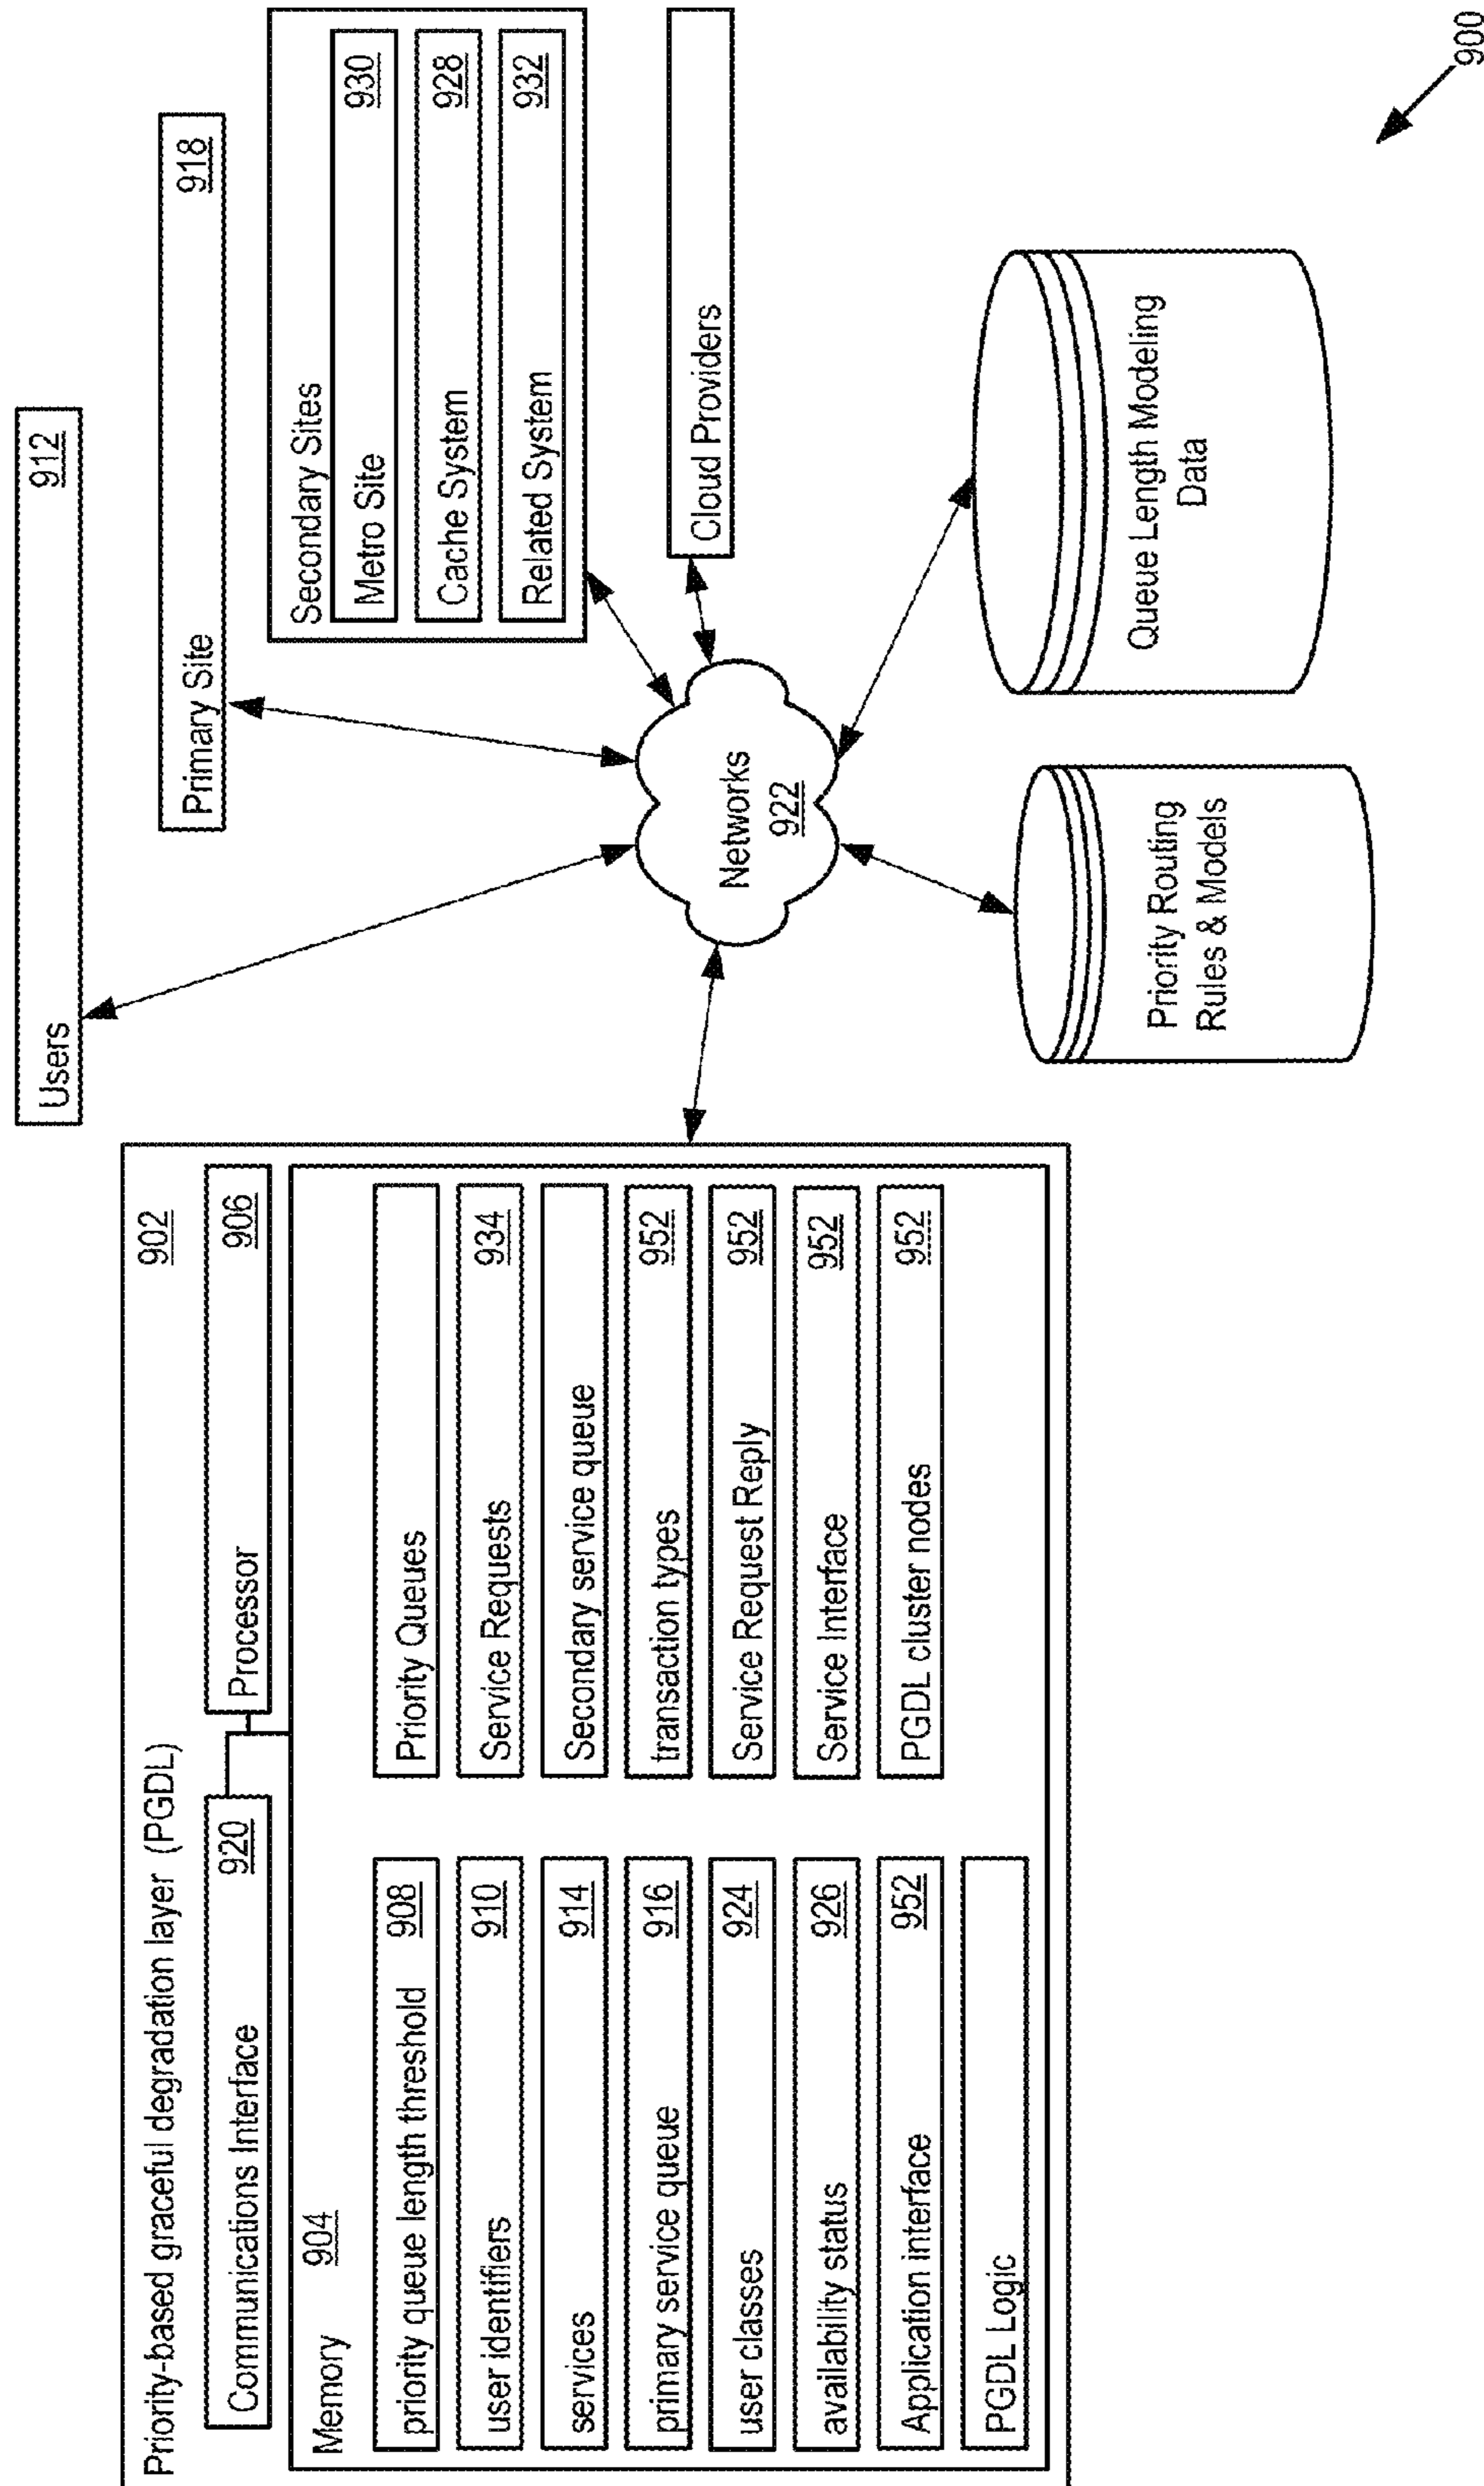 Priority-based graceful degradation layer (PGDL) 902
Communications Interface 920
Processor 906
Memory 904
priority queue length threshold 908
user identifiers 910
services 914
primary service queue 916
user classes 924
availability status 926
Application interface 952
PGDL Logic
Priority Queues
Service Requests 934
Secondary service queue
transaction types 952
Service Request Reply 952
Service Interface 952
PGDL cluster nodes 952
Users 912
Primary Site 918
Secondary Sites
Metro Site 930
Cache System 928
Related System 932
Cloud Providers
Networks
922
Priority Routing
Rules & Models
Queue Length Modeling
Data
900